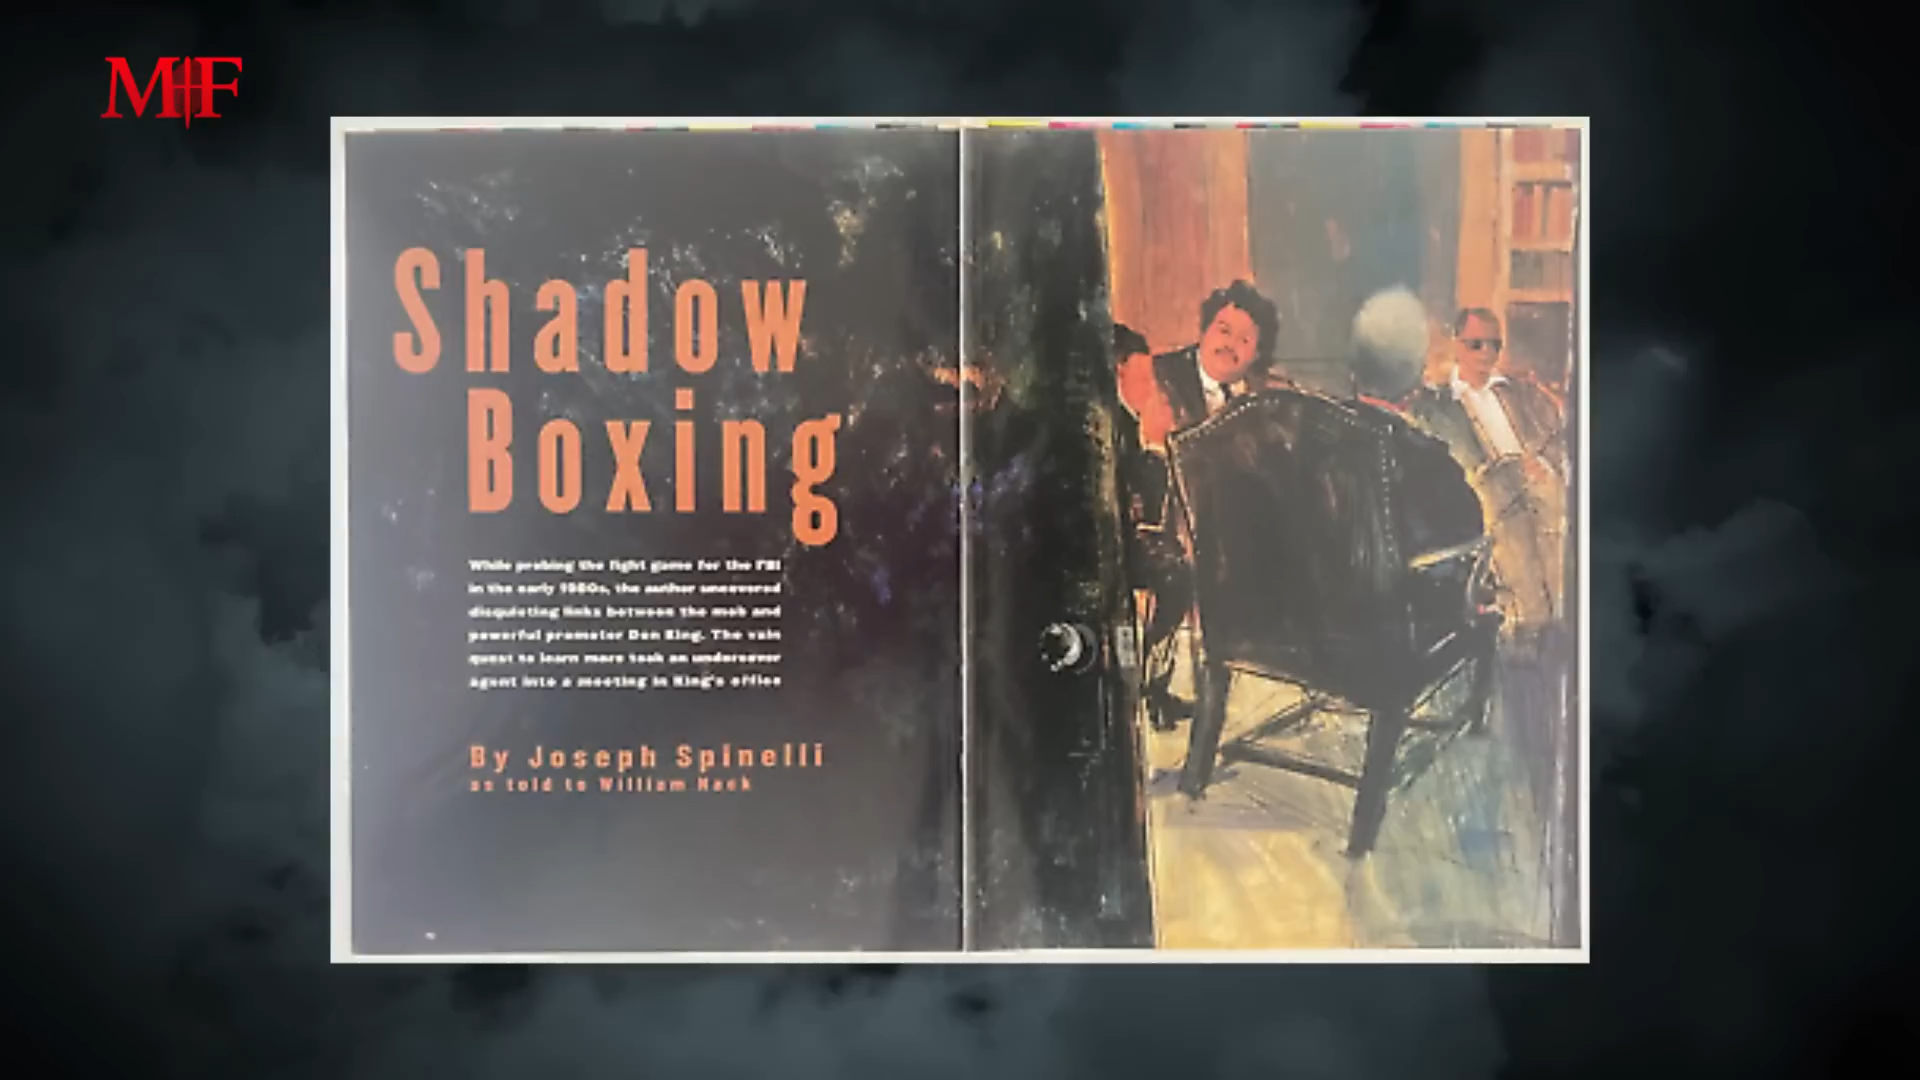 MHF
Shadow
Boxing
While probing the fight game for the FBI
in the early 1980s, the author uncovered
disquieting links between the mob and
powerful promoter Don King. The vain
quest to learn more took an undercover
agent into a meeting in King's office
By Joseph Spinelli
as told to William Nack